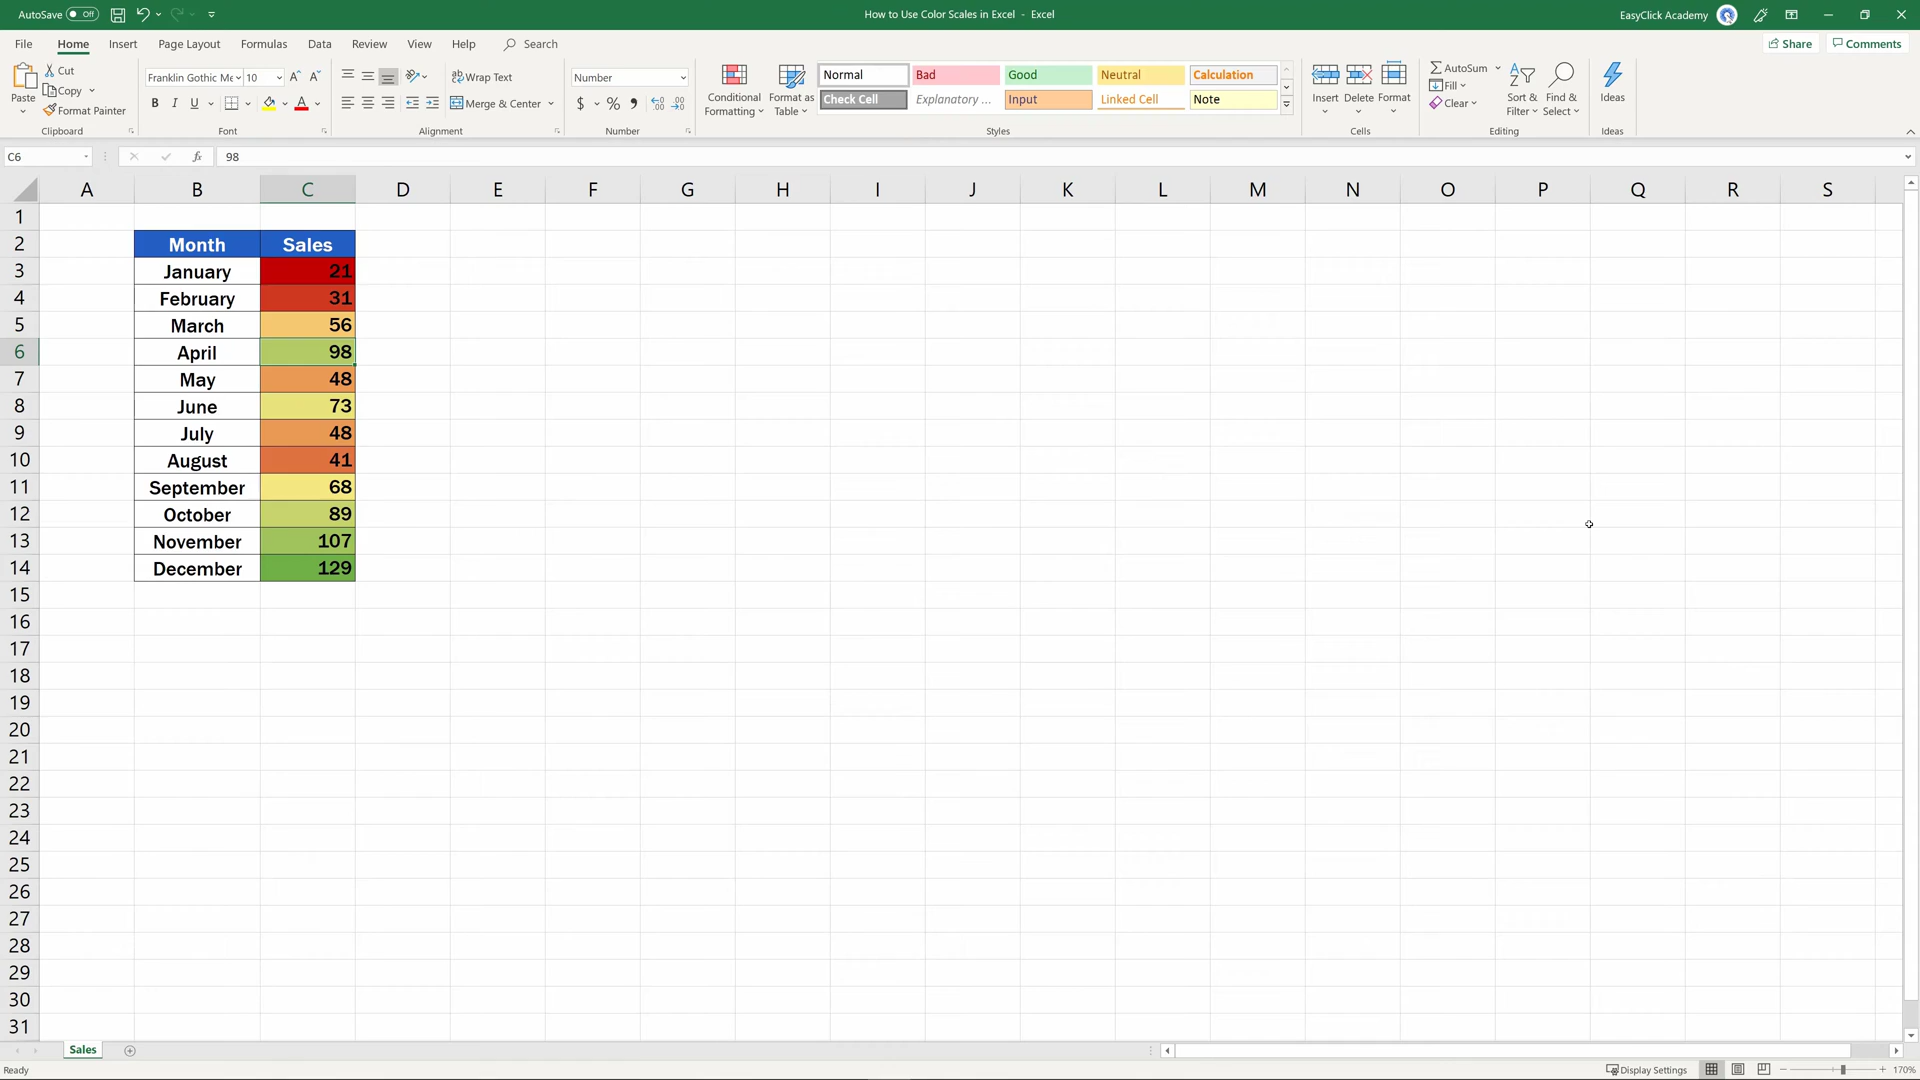 AutoSave Off How to Use Color Scales in Excel - Excel EasyClick Academy
File Home Insert Page Layout Formulas Data Review View Help Search Share Comments
Paste Cut Copy Format Painter
Clipboard
Franklin Gothic Me 10
B I U A
Font
Wrap Text
Merge & Center
Alignment
Number
$ % ,
Number
Conditional Formatting
Format as Table
Normal Bad Good Neutral Calculation
Check Cell Explanatory ... Input Linked Cell Note
Styles
Insert Delete Format
Cells
AutoSum
Fill
Clear
Sort & Filter
Find & Select
Editing
Ideas
Ideas
C6 fx 98
A B C D E F G H I J K L M N O P Q R S
1
2 Month Sales
3 January 21
4 February 31
5 March 56
6 April 98
7 May 48
8 June 73
9 July 48
10 August 41
11 September 68
12 October 89
13 November 107
14 December 129
15
16
17
18
19
20
21
22
23
24
25
26
27
28
29
30
31
Sales
Ready Display Settings 170%